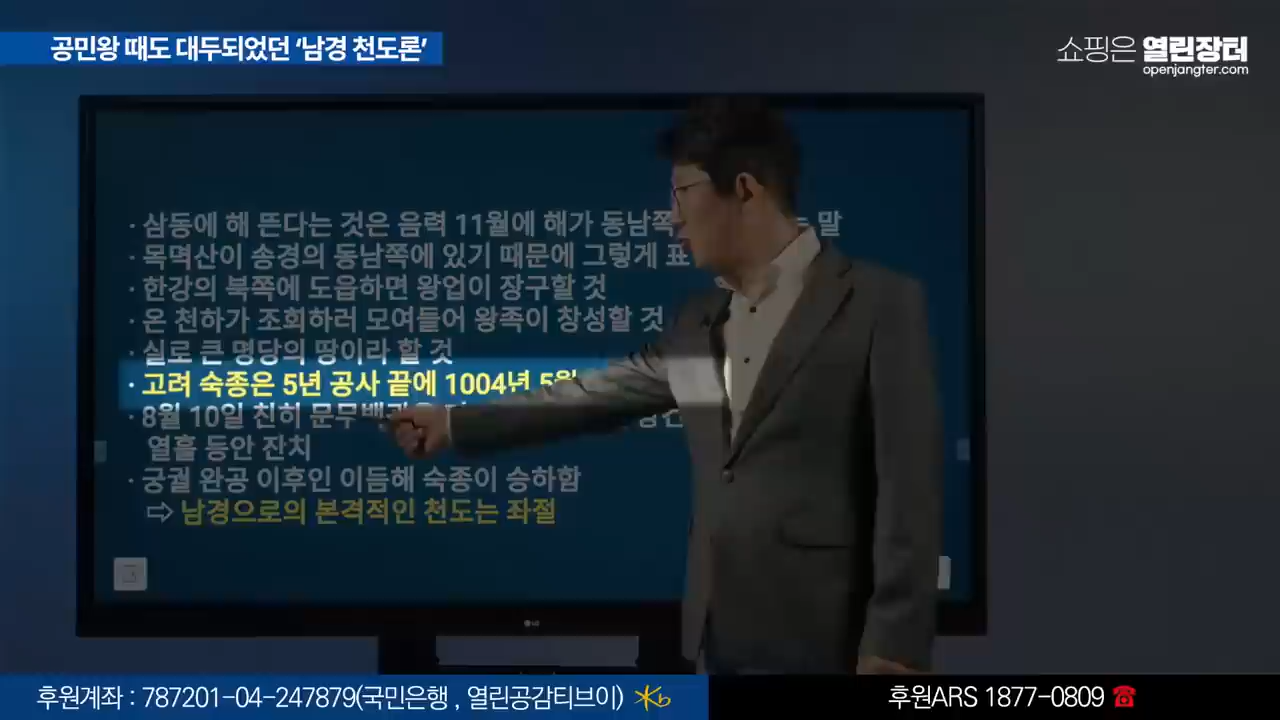 공민왕 때도 대두되었던 ‘남경 천도론’
쇼핑은 열린장터
openjangter.com
· 삼동에 해 뜬다는 것은 음력 11월에 해가 동남쪽 말
· 목멱산이 송경의 동남쪽에 있기 때문에 그렇게 표
· 한강의 북쪽에 도읍하면 왕업이 장구할 것
· 온 천하가 조회하러 모여들어 왕족이 창성할 것
· 실로 큰 명당의 땅이라 할 것
· 고려 숙종은 5년 공사 끝에 1004년 5월
· 8월 10일 친히 문무백관을
열흘 동안 잔치
· 궁궐 완공 이후인 이듬해 숙종이 승하함
⇨ 남경으로의 본격적인 천도는 좌절
LG
후원계좌 : 787201-04-247879(국민은행 , 열린공감티브이)
후원ARS 1877-0809